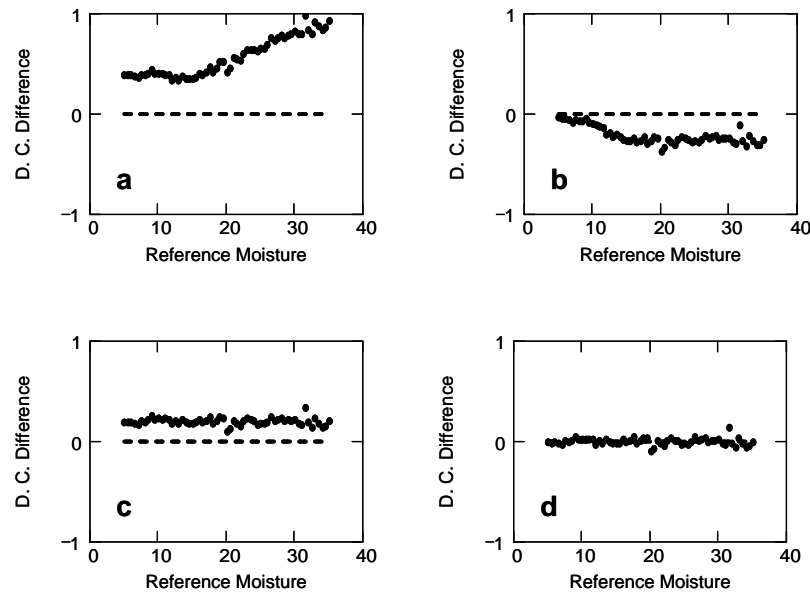 1
0
−1
D. C. Difference
a
0 10 20 30 40
Reference Moisture
1
0
−1
D. C. Difference
b
0 10 20 30 40
Reference Moisture
1
0
−1
D. C. Difference
c
0 10 20 30 40
Reference Moisture
1
0
−1
D. C. Difference
d
0 10 20 30 40
Reference Moisture